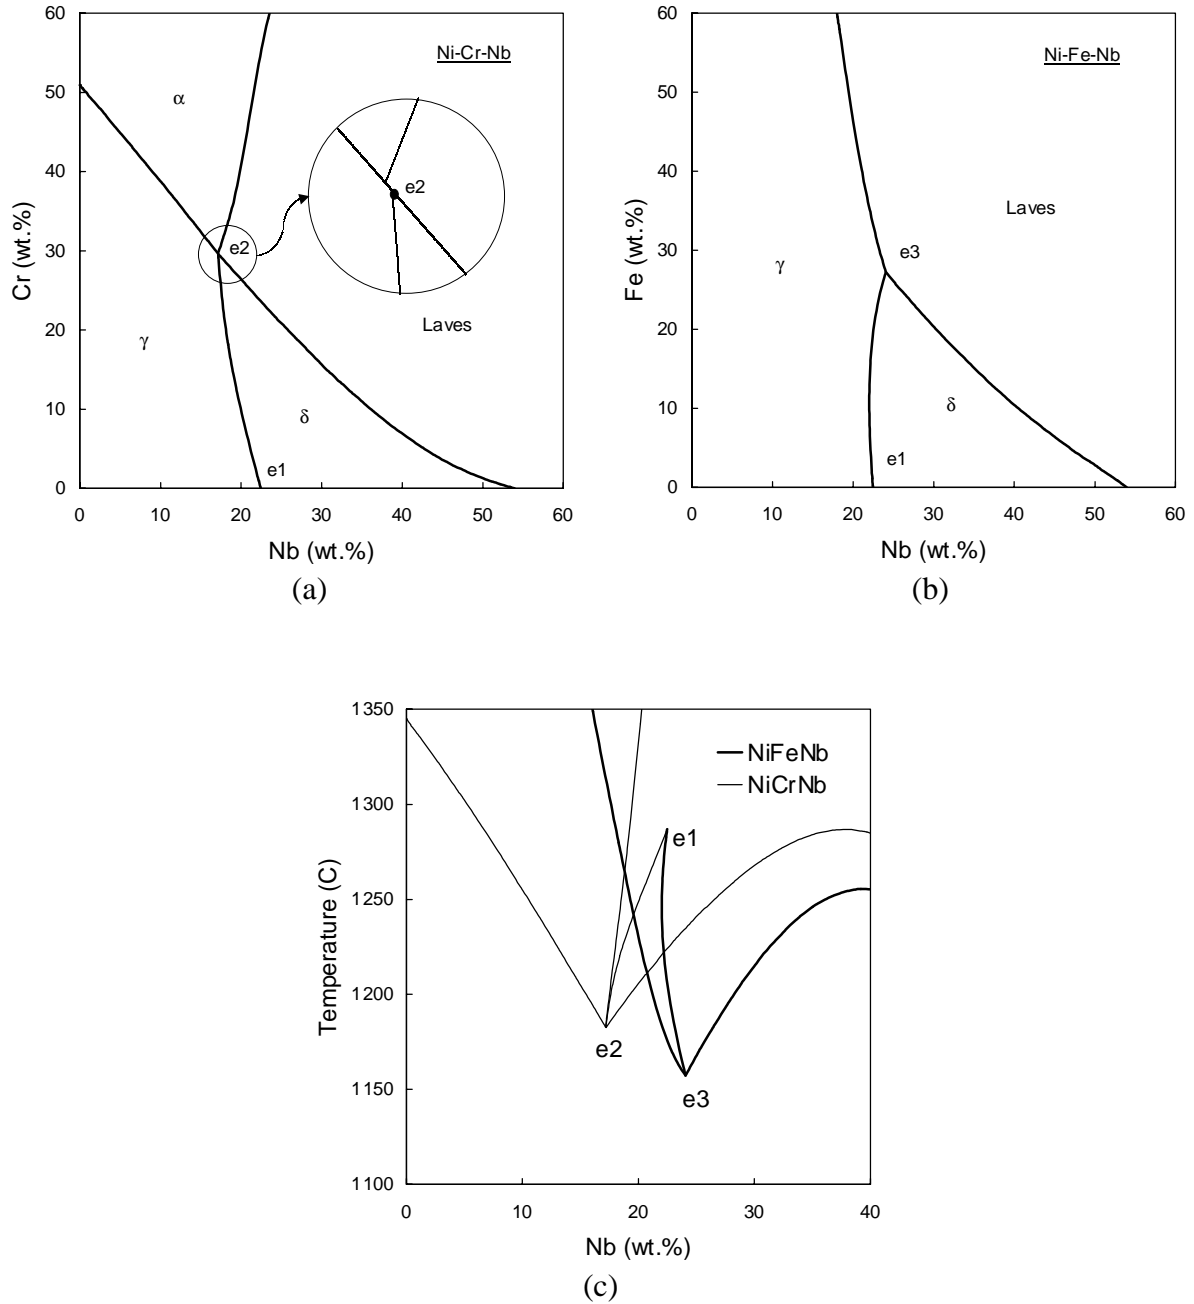 60
50
40
30
20
10
0
Cr (wt.%)
Ni-Cr-Nb
α
e2
e2
Laves
γ
δ
e1
0 10 20 30 40 50 60
Nb (wt.%)
(a)
60
50
40
30
20
10
0
Fe (wt.%)
Ni-Fe-Nb
Laves
e3
γ
δ
e1
0 10 20 30 40 50 60
Nb (wt.%)
(b)
1350
1300
1250
1200
1150
1100
Temperature (C)
NiFeNb
NiCrNb
e1
e2
e3
0 10 20 30 40
Nb (wt.%)
(c)